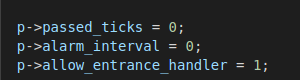 p->passed_ticks = 0;
p->alarm_interval = 0;
p->allow_entrance_handler = 1;